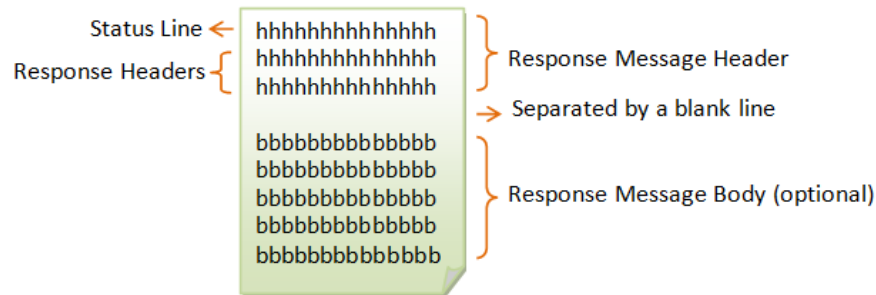 Status Line
hhhhhhhhhhhhhh
Response Headers
hhhhhhhhhhhhhh
hhhhhhhhhhhhhh
Response Message Header
Separated by a blank line
bbbbbbbbbbbbbb
bbbbbbbbbbbbbb
bbbbbbbbbbbbbb
bbbbbbbbbbbbbb
bbbbbbbbbbbbbb
Response Message Body (optional)